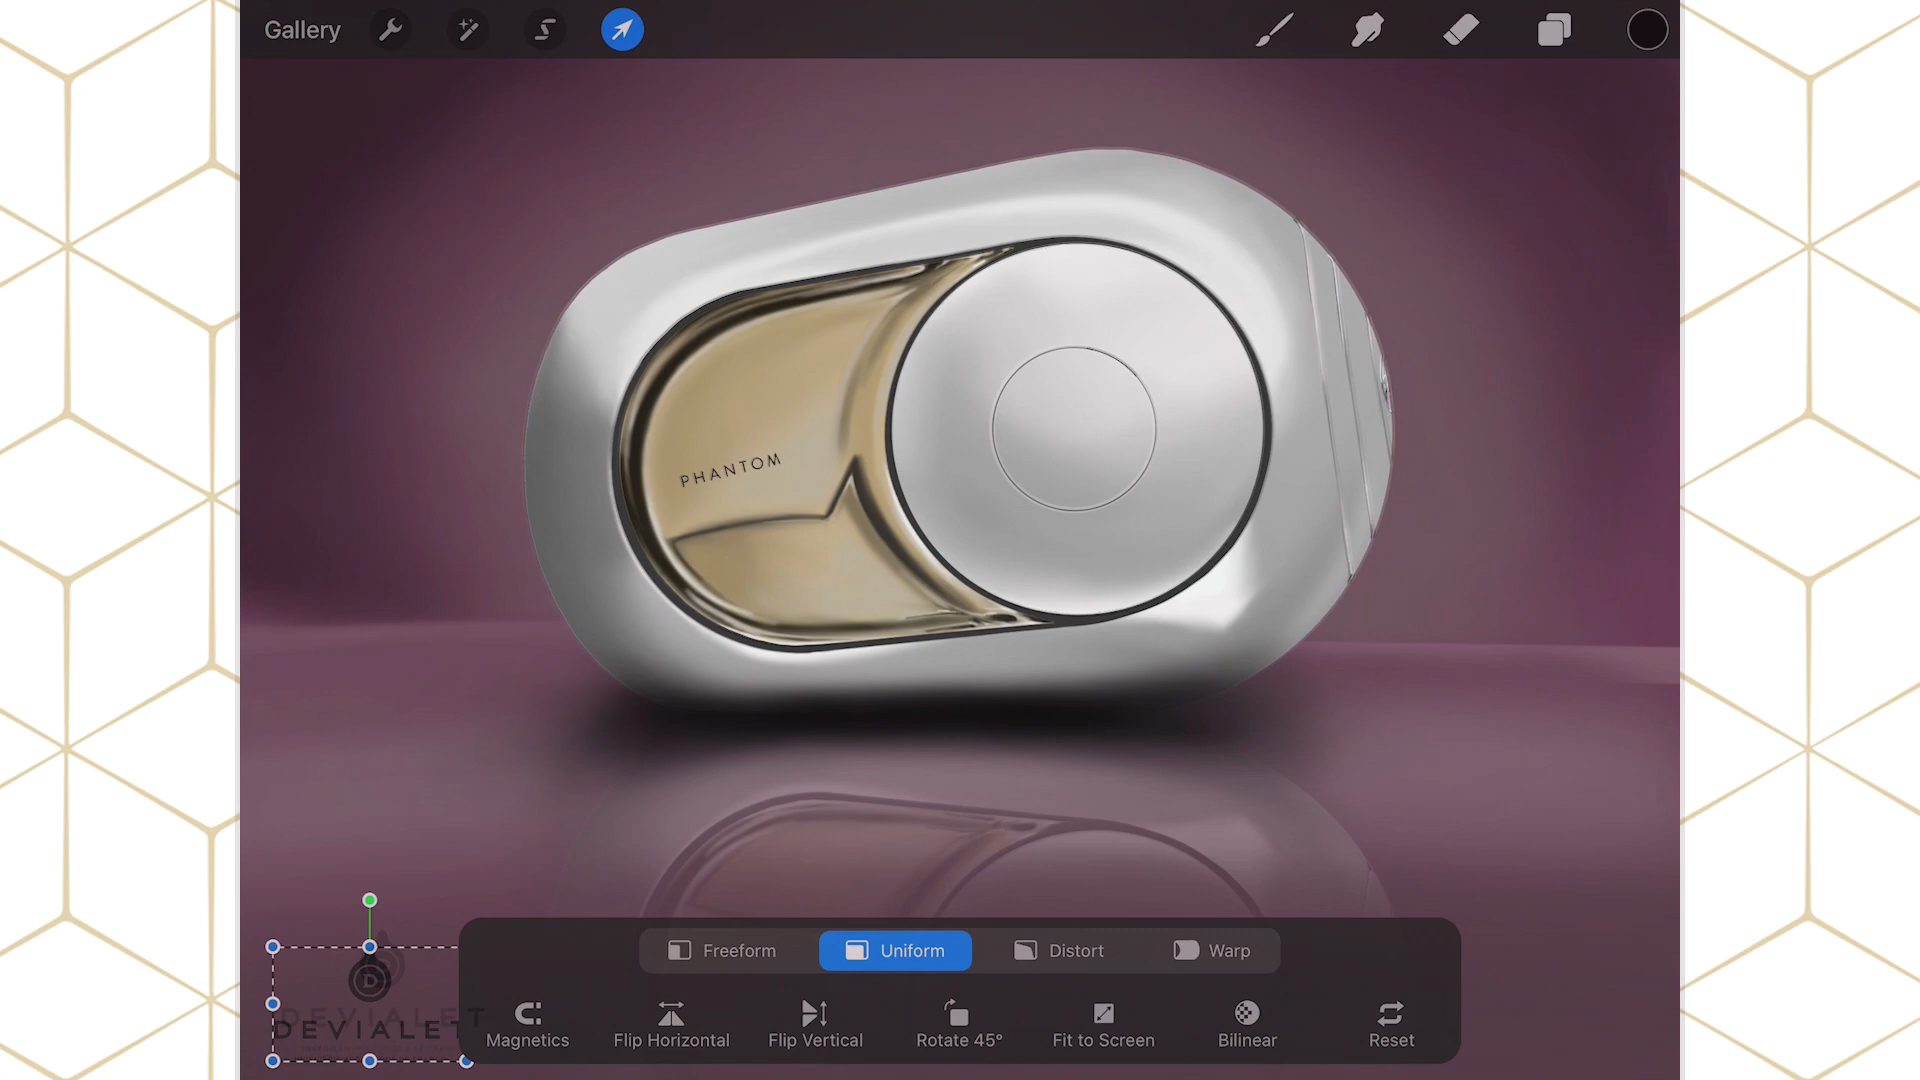 Gallery
PHANTOM
D
DEVIALET
Freeform
Uniform
Distort
Warp
Magnetics
Flip Horizontal
Flip Vertical
Rotate 45°
Fit to Screen
Bilinear
Reset